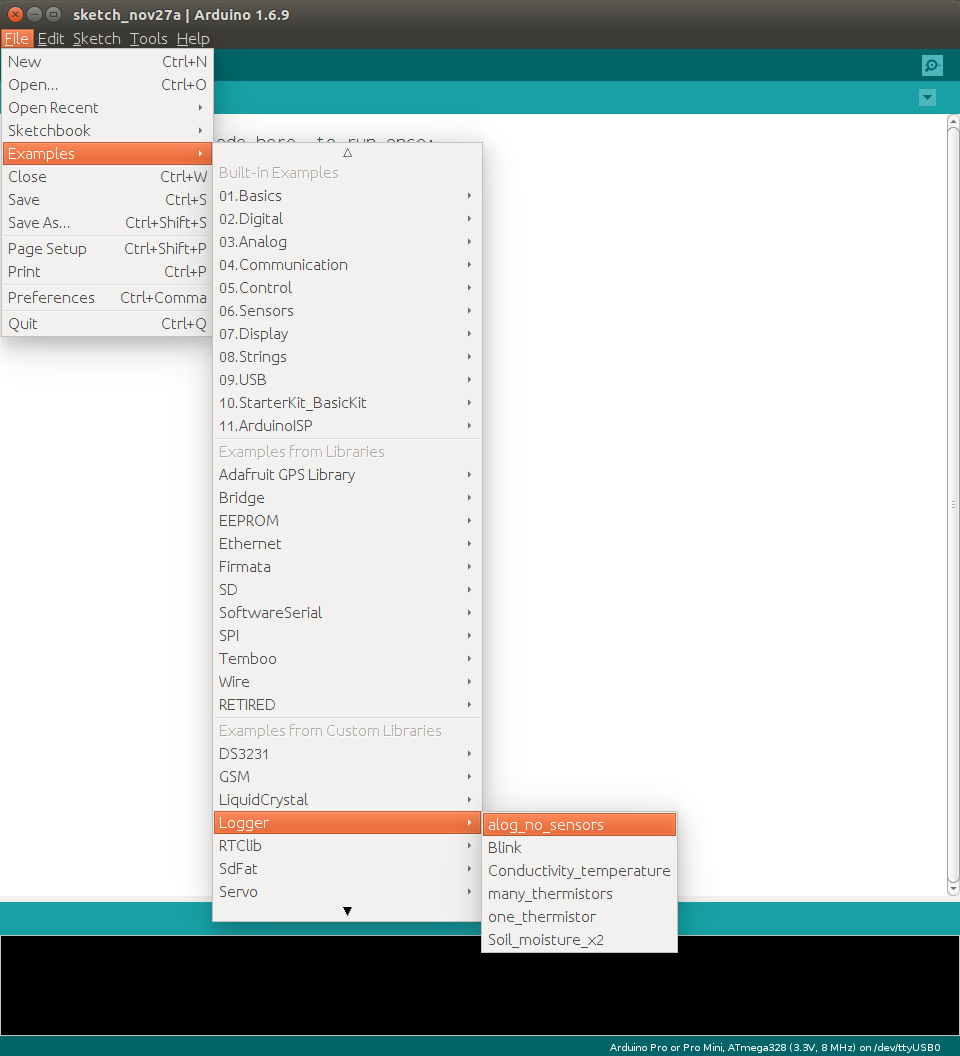 sketch_nov27a | Arduino 1.6.9
File Edit Sketch Tools Help
New Ctrl+N
Open... Ctrl+O
Open Recent
Sketchbook
Examples
Close Ctrl+W
Save Ctrl+S
Save As... Ctrl+Shift+S
Page Setup Ctrl+Shift+P
Print Ctrl+P
Preferences Ctrl+Comma
Quit Ctrl+Q
ode here, to run once:
Built-in Examples
01.Basics
02.Digital
03.Analog
04.Communication
05.Control
06.Sensors
07.Display
08.Strings
09.USB
10.StarterKit_BasicKit
11.ArduinoISP
Examples from Libraries
Adafruit GPS Library
Bridge
EEPROM
Ethernet
Firmata
SD
SoftwareSerial
SPI
Temboo
Wire
RETIRED
Examples from Custom Libraries
DS3231
GSM
LiquidCrystal
Logger
RTClib
SdFat
Servo
alog_no_sensors
Blink
Conductivity_temperature
many_thermistors
one_thermistor
Soil_moisture_x2
Arduino Pro or Pro Mini, ATmega328 (3.3V, 8 MHz) on /dev/ttyUSB0